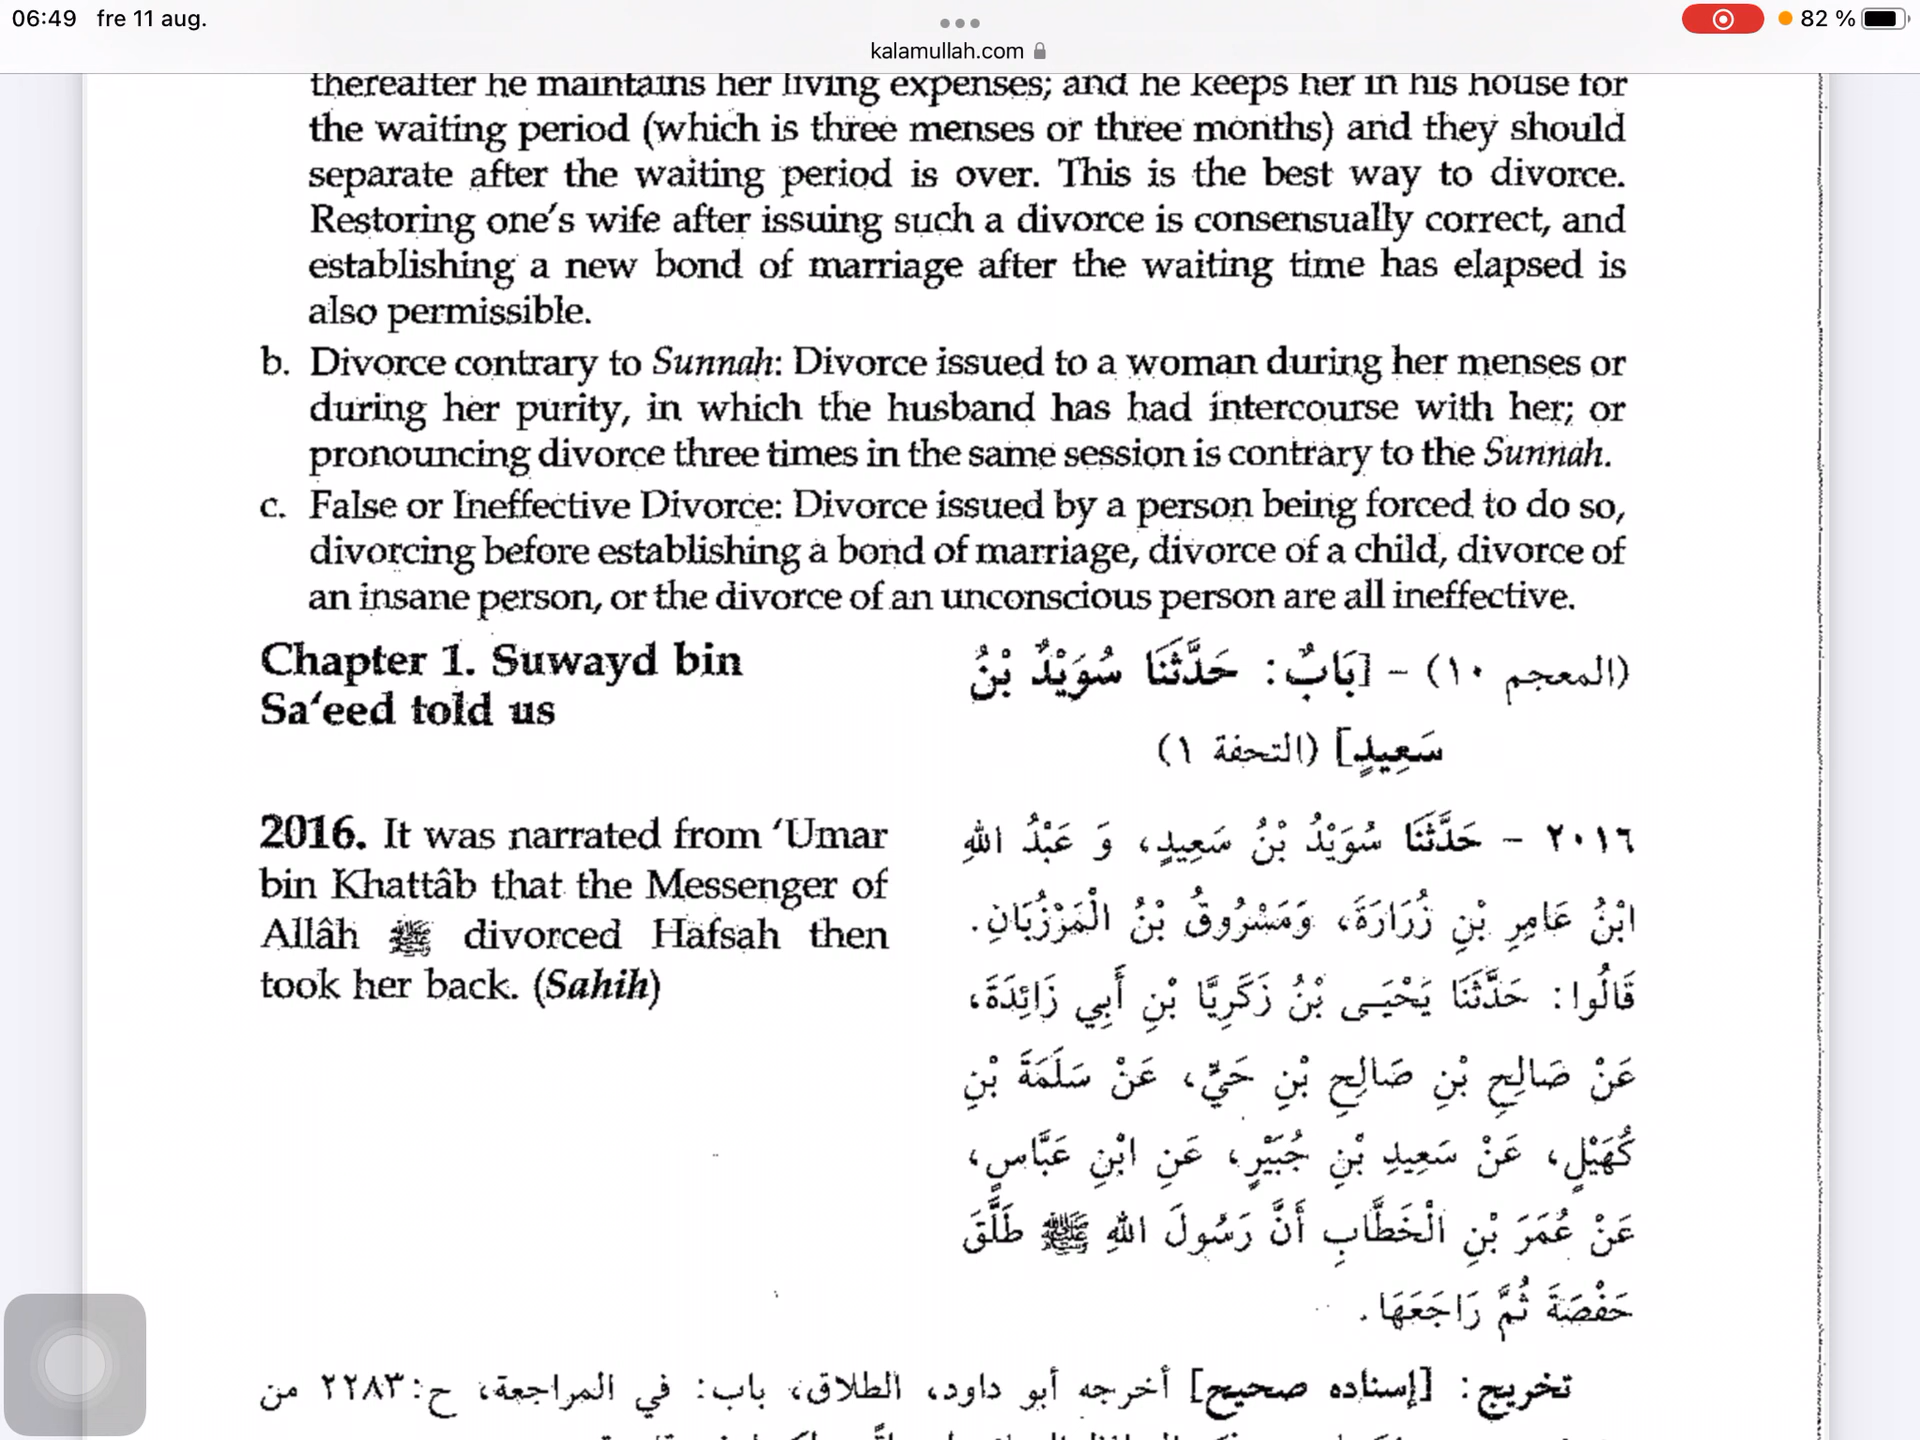 06:49 fre 11 aug.
82 %
kalamullah.com
thereafter he maintains her living expenses; and he keeps her in his house for
the waiting period (which is three menses or three months) and they should
separate after the waiting period is over. This is the best way to divorce.
Restoring one's wife after issuing such a divorce is consensually correct, and
establishing a new bond of marriage after the waiting time has elapsed is
also permissible.
b. Divorce contrary to Sunnah: Divorce issued to a woman during her menses or
during her purity, in which the husband has had intercourse with her; or
pronouncing divorce three times in the same session is contrary to the Sunnah.
c. False or Ineffective Divorce: Divorce issued by a person being forced to do so,
divorcing before establishing a bond of marriage, divorce of a child, divorce of
an insane person, or the divorce of an unconscious person are all ineffective.
Chapter 1. Suwayd bin
Sa'eed told us
(المعجم ١٠) - [بَابٌ: حَدَّثَنَا سُوَيْدُ بْنُ
سَعِيدٍ] (التحفة ١)
2016. It was narrated from 'Umar
bin Khattâb that the Messenger of
Allâh ﷺ divorced Hafsah then
took her back. (Sahih)
٢٠١٦ - حَدَّثَنَا سُوَيْدُ بْنُ سَعِيدٍ، وَ عَبْدُ اللهِ
ابْنُ عَامِرِ بْنِ زُرَارَةَ، وَمَسْرُوقُ بْنُ الْمَرْزُبَانِ.
قَالُوا: حَدَّثَنَا يَحْيَـى بْنُ زَكَرِيَّا بْنِ أَبِي زَائِدَةَ،
عَنْ صَالِحِ بْنِ صَالِحِ بْنِ حَيٍّ، عَنْ سَلَمَةَ بْنِ
كُهَيْلٍ، عَنْ سَعِيدِ بْنِ جُبَيْرٍ، عَنِ ابْنِ عَبَّاسٍ،
عَنْ عُمَرَ بْنِ الْخَطَّابِ أَنَّ رَسُولَ اللهِ ﷺ طَلَّقَ
حَفْصَةَ ثُمَّ رَاجَعَهَا.
تخريج: [إسناده صحيح] أخرجه أبو داود، الطلاق، باب: في المراجعة، ح:٢٢٨٣ من